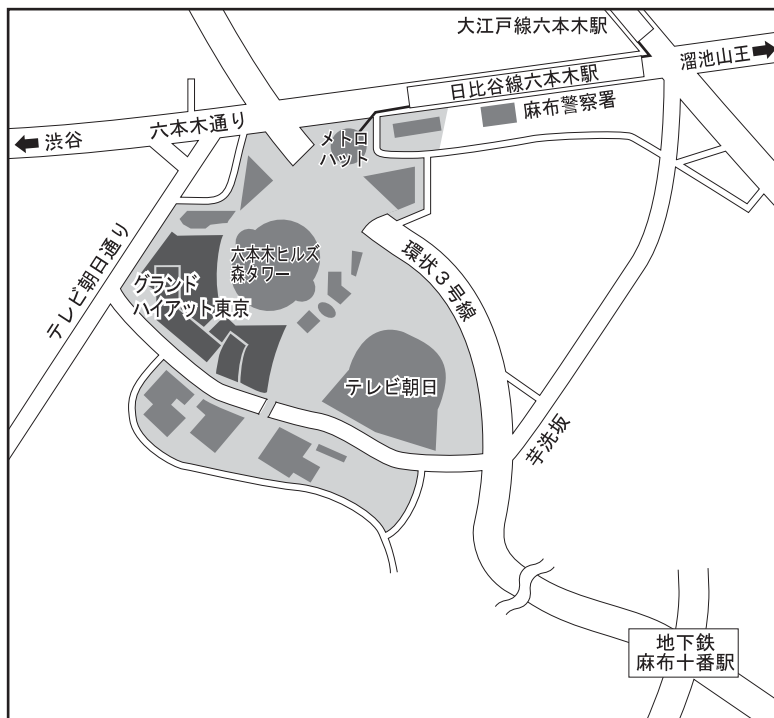 大江戸線六本木駅
溜池山王
日比谷線六本木駅
麻布警察署
六本木通り
渋谷
メトロ
ハット
テレビ朝日通り
六本木ヒルズ
森タワー
グランド
ハイアット東京
環状3号線
テレビ朝日
芋洗坂
地下鉄
麻布十番駅